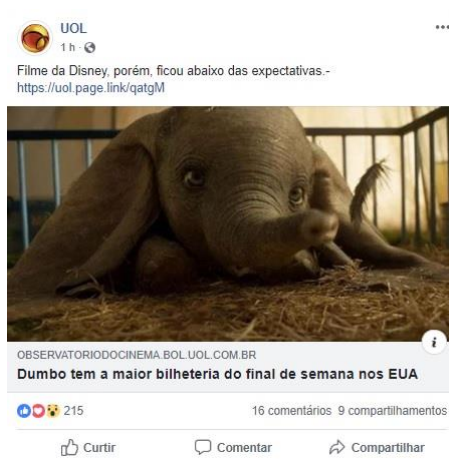 UOL
1 h ·
Filme da Disney, porém, ficou abaixo das expectativas.-
https://uol.page.link/qatgM
i
OBSERVATORIODOCINEMA.BOL.UOL.COM.BR
Dumbo tem a maior bilheteria do final de semana nos EUA
215 16 comentários 9 compartilhamentos
Curtir Comentar Compartilhar